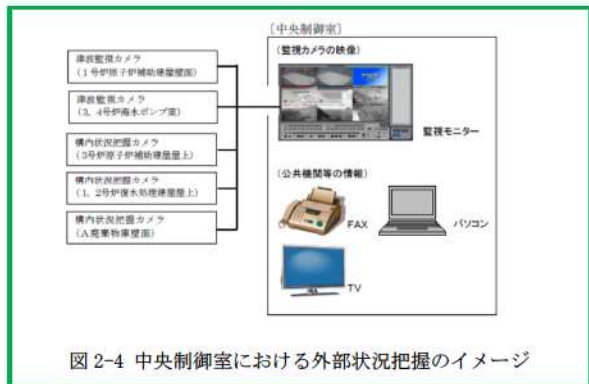 〔中央制御室〕
(監視カメラの映像)
津波監視カメラ
(1号炉原子炉補助建屋壁面)
津波監視カメラ
(3,4号炉海水ポンプ室)
構内状況把握カメラ
(3号炉原子炉補助建屋屋上)
構内状況把握カメラ
(1,2号炉復水処理建屋屋上)
構内状況把握カメラ
(A廃棄物庫壁面)
監視モニター
(公共機関等の情報)
FAX
パソコン
TV
図 2-4 中央制御室における外部状況把握のイメージ